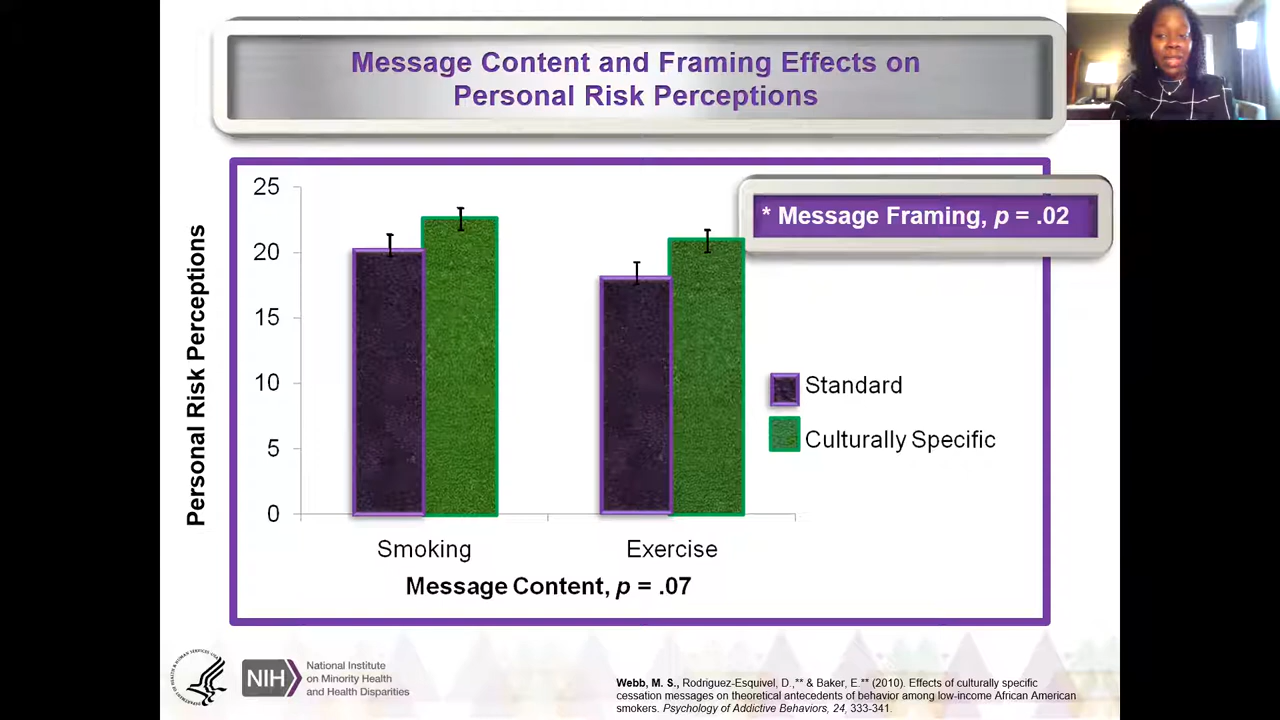 Message Content and Framing Effects on
Personal Risk Perceptions
* Message Framing, p = .02
Personal Risk Perceptions
25
20
15
10
5
0
Standard
Culturally Specific
Smoking
Exercise
Message Content, p = .07
NIH
National Institute
on Minority Health
and Health Disparities
Webb, M. S., Rodriguez-Esquivel, D.,** & Baker, E.** (2010). Effects of culturally specific
cessation messages on theoretical antecedents of behavior among low-income African American
smokers. Psychology of Addictive Behaviors, 24, 333-341.